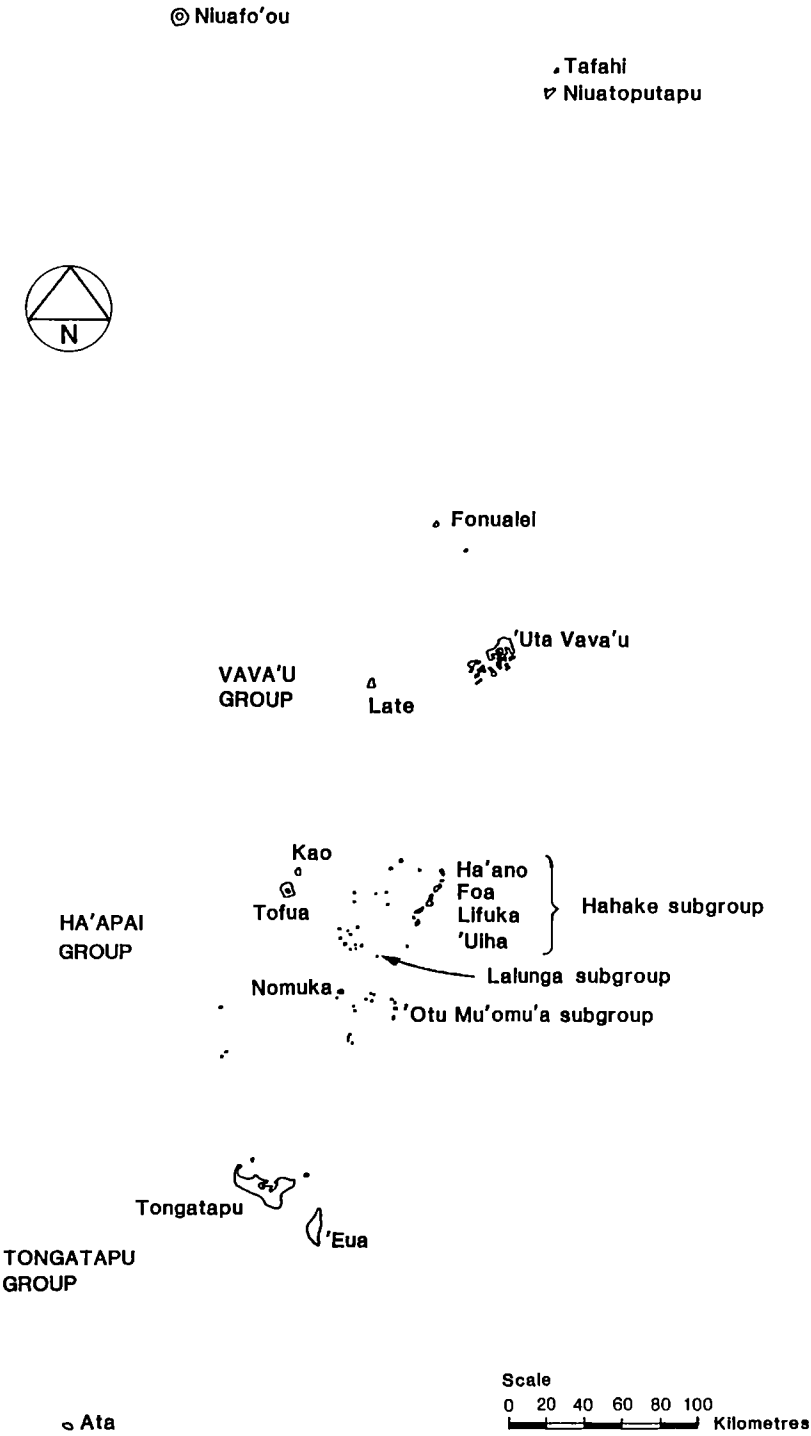 Niuafo'ou
Tafahi
Niuatoputapu
N
Fonualei
'Uta Vava'u
VAVA'U
GROUP
Late
Kao
Tofua
Ha'ano
Foa
Lifuka
'Uiha
Hahake subgroup
HA'APAI
GROUP
Lalunga subgroup
Nomuka
'Otu Mu'omu'a subgroup
Tongatapu
'Eua
TONGATAPU
GROUP
Ata
Scale
0 20 40 60 80 100
Kilometres